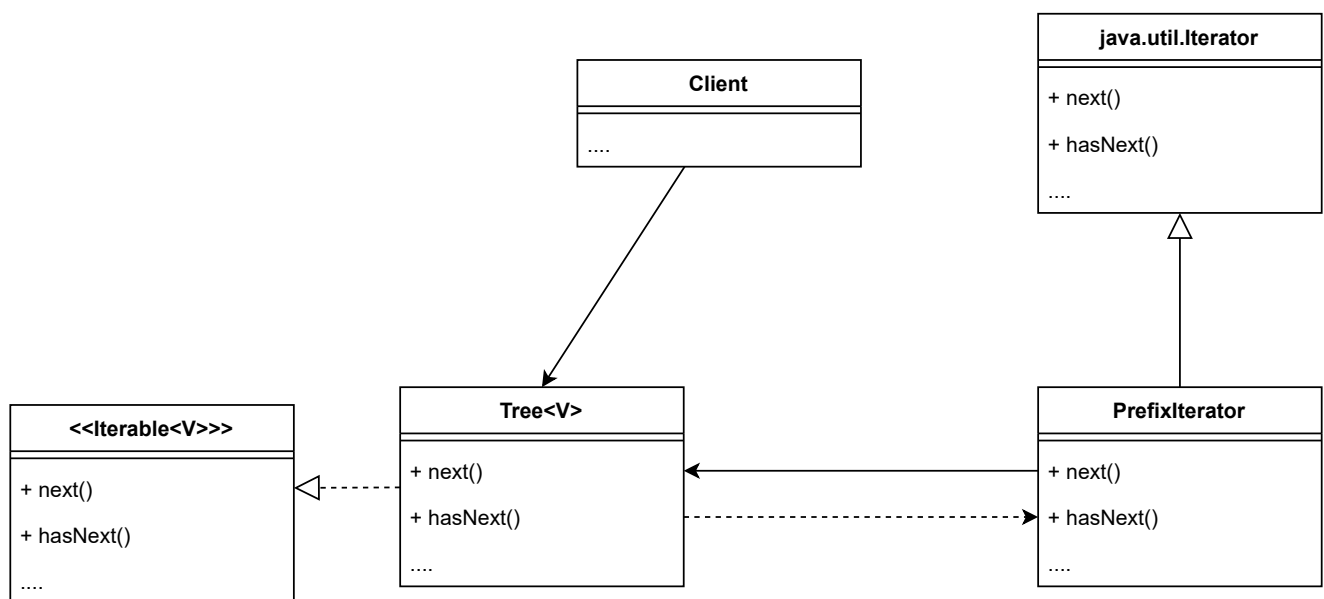 java.util.Iterator
+ next()
+ hasNext()
....
Client
....
<<Iterable<V>>>
+ next()
+ hasNext()
....
Tree<V>
+ next()
+ hasNext()
....
PrefixIterator
+ next()
+ hasNext()
....